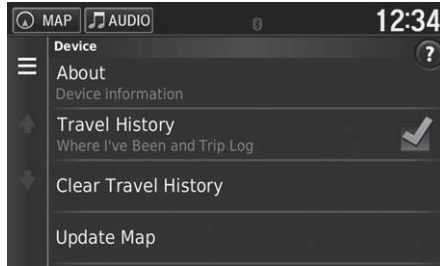 MAP AUDIO 12:34
Device
?
About
Device information
Travel History
Where I've Been and Trip Log
Clear Travel History
Update Map